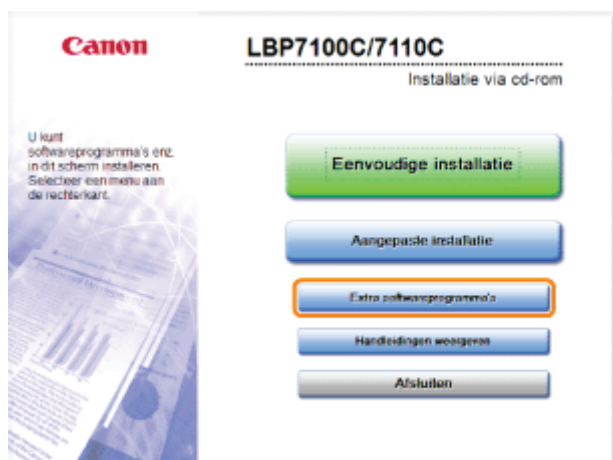 Canon
LBP7100C/7110C
Installatie via cd-rom
U kunt
softwareprogramma's enz.
in dit scherm installeren.
Selecteer een menu aan
de rechterkant.
Eenvoudige installatie
Aangepaste installatie
Extra softwareprogramma's
Handleidingen weergeven
Afsluiten